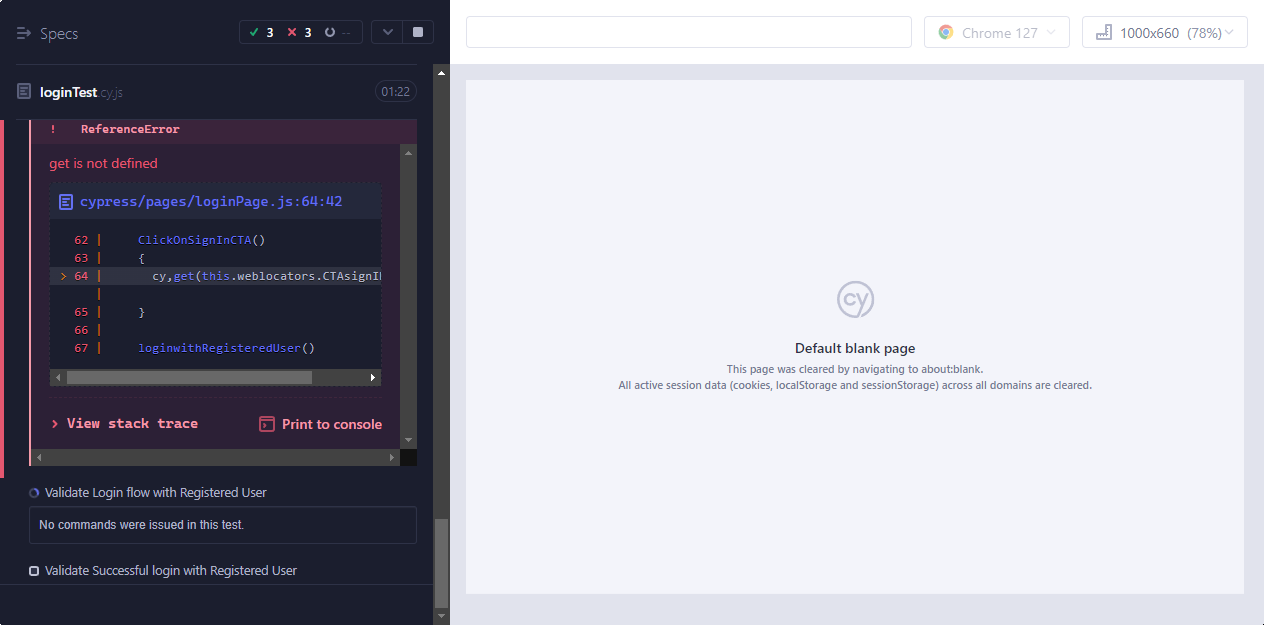 Specs
3 3 --
Chrome 127
1000x660 (78%)
loginTest.cy.js
01:22
! ReferenceError
get is not defined
cypress/pages/loginPage.js:64:42
62 | ClickOnSignInCTA()
63 | {
> 64 | cy,get(this.weblocators.CTAsignI
|
65 | }
66 |
67 | loginwithRegisteredUser()
> View stack trace
Print to console
Validate Login flow with Registered User
No commands were issued in this test.
Validate Successful login with Registered User
cy
Default blank page
This page was cleared by navigating to about:blank.
All active session data (cookies, localStorage and sessionStorage) across all domains are cleared.